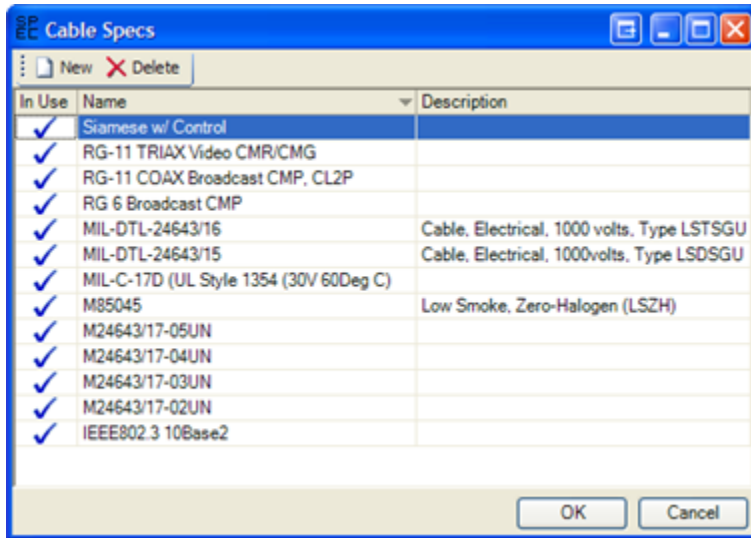 SPEC Cable Specs
New Delete
In Use Name Description
Siamese w/ Control
RG-11 TRIAX Video CMR/CMG
RG-11 COAX Broadcast CMP, CL2P
RG 6 Broadcast CMP
MIL-DTL-24643/16 Cable, Electrical, 1000 volts, Type LSTSGU
MIL-DTL-24643/15 Cable, Electrical, 1000volts, Type LSDSGU
MIL-C-17D (UL Style 1354 (30V 60Deg C)
M85045 Low Smoke, Zero-Halogen (LSZH)
M24643/17-05UN
M24643/17-04UN
M24643/17-03UN
M24643/17-02UN
IEEE802.3 10Base2
OK Cancel